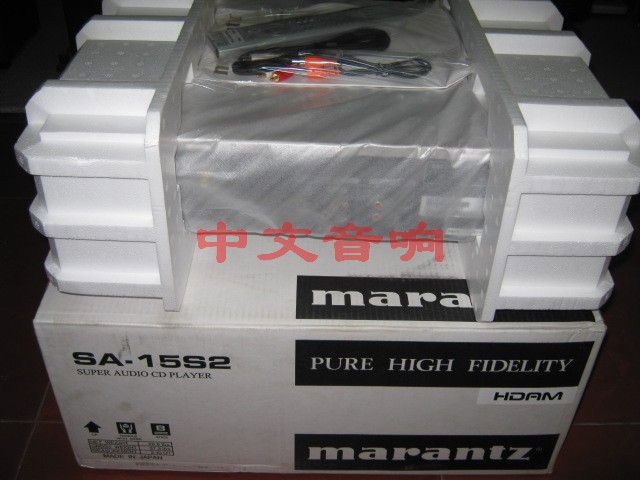 中文音响
marantz
SA-15S2
SUPER AUDIO CD PLAYER
PURE HIGH FIDELITY
HDAM
marantz
MADE IN JAPAN